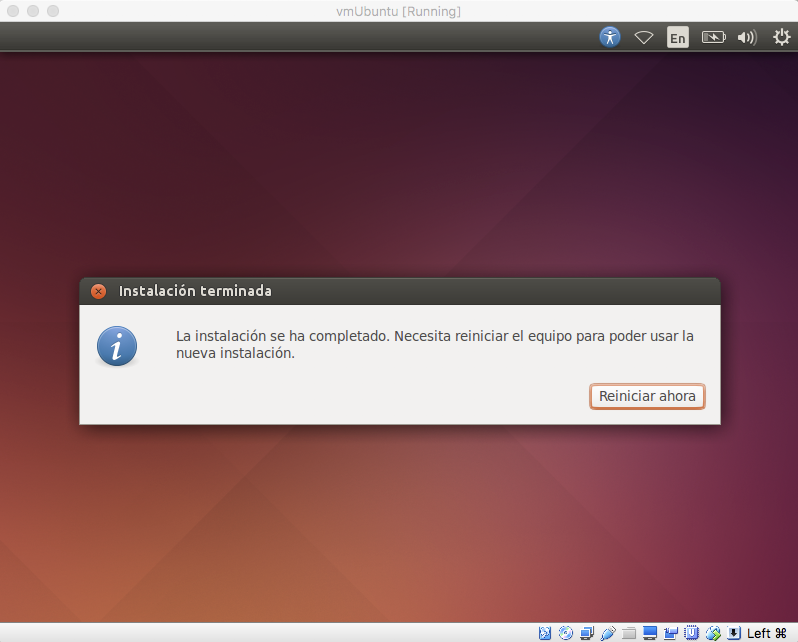 vmUbuntu [Running]
En
Instalación terminada
La instalación se ha completado. Necesita reiniciar el equipo para poder usar la
nueva instalación.
Reiniciar ahora
Left ⌘